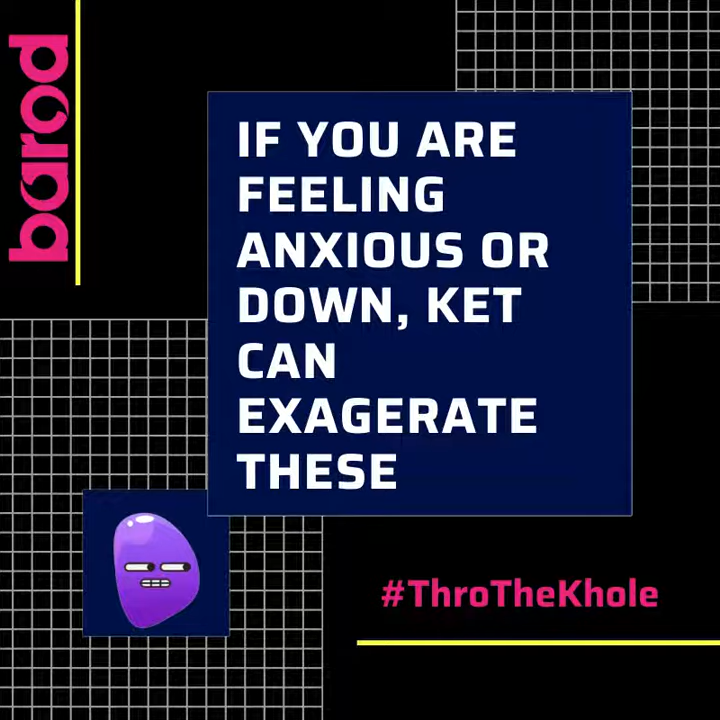 barod
IF YOU ARE
FEELING
ANXIOUS OR
DOWN, KET
CAN
EXAGERATE
THESE
#ThroTheKhole